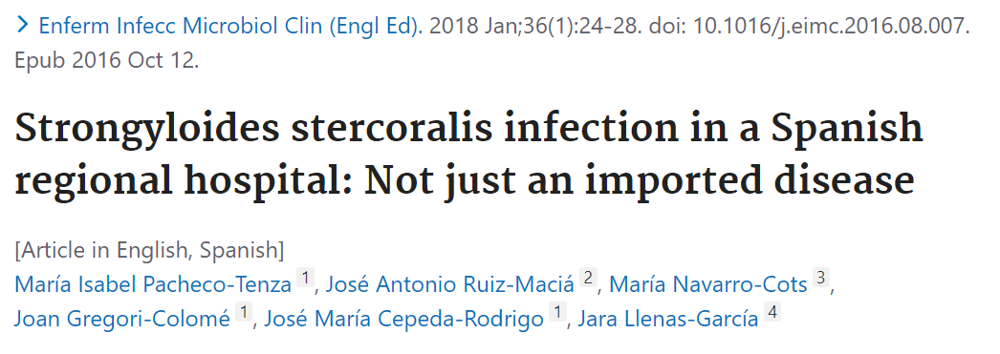 > Enferm Infecc Microbiol Clin (Engl Ed). 2018 Jan;36(1):24-28. doi: 10.1016/j.eimc.2016.08.007.
Epub 2016 Oct 12.
Strongyloides stercoralis infection in a Spanish
regional hospital: Not just an imported disease
[Article in English, Spanish]
María Isabel Pacheco-Tenza 1, José Antonio Ruiz-Maciá 2, María Navarro-Cots 3,
Joan Gregori-Colomé 1, José María Cepeda-Rodrigo 1, Jara Llenas-García 4